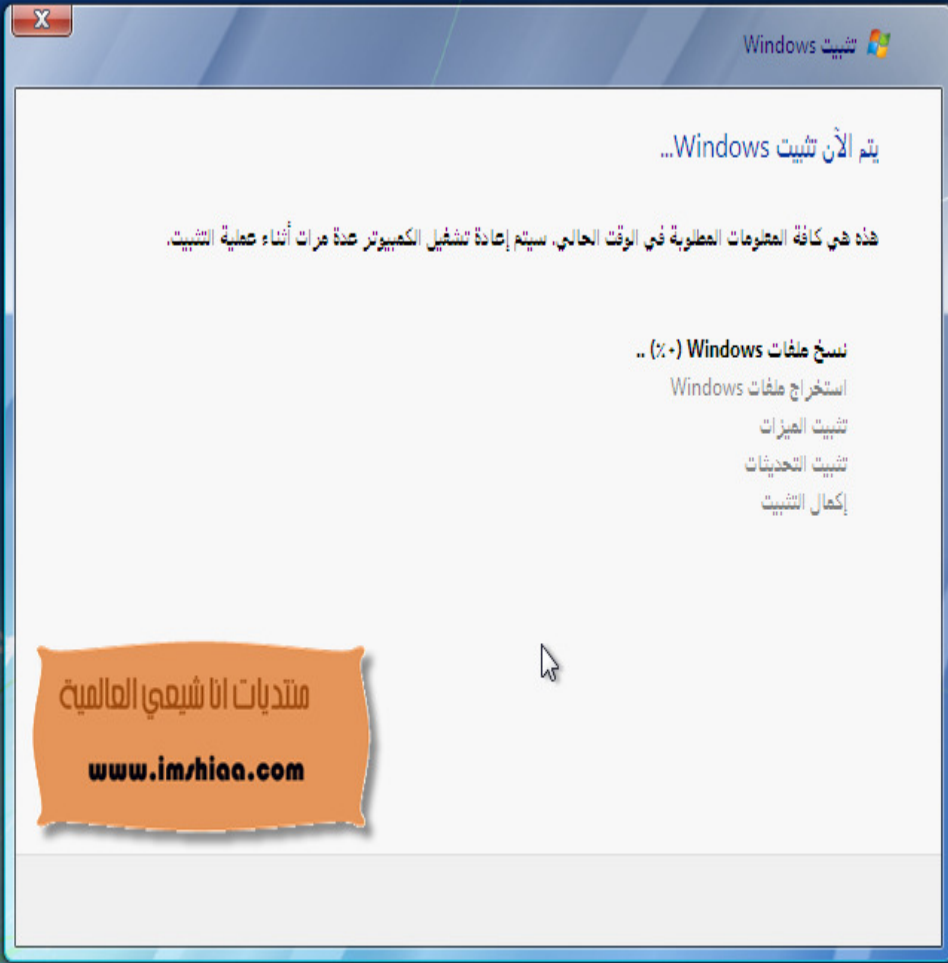 X
تثبيت Windows
يتم الآن تثبيت Windows...
هذه هي كافة المعلومات المطلوبة في الوقت الحالي. سيتم إعادة تشغيل الكمبيوتر عدة مرات أثناء عملية التثبيت.
نسخ ملفات Windows (٠٪) ..
استخراج ملفات Windows
تثبيت الميزات
تثبيت التحديثات
إكمال التثبيت
منتديات انا شيعي العالمية
www.imshiaa.com